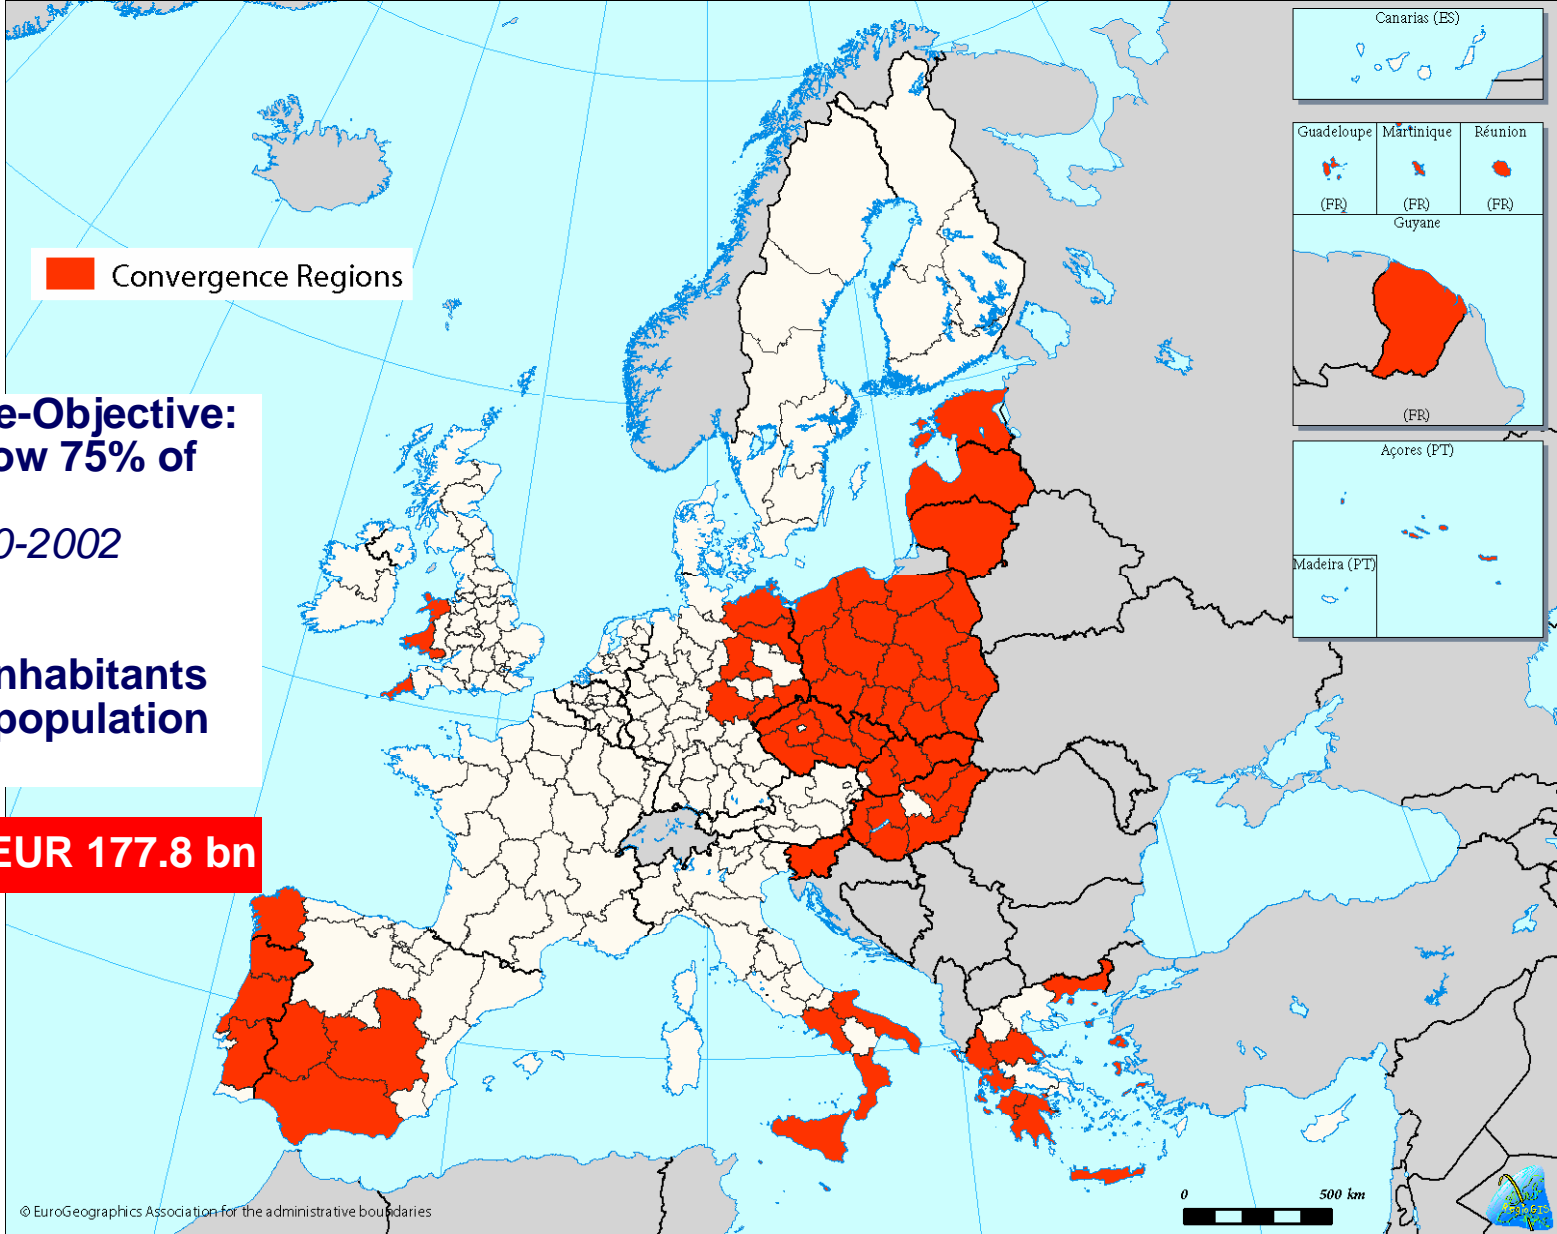 Canarias (ES)
Guadeloupe
Martinique
Réunion
(FR)
(FR)
(FR)
Guyane
(FR)
Açores (PT)
Madeira (PT)
Convergence Regions
e-Objective:
ow 75% of
0-2002
nhabitants
population
EUR 177.8 bn
© EuroGeographics Association for the administrative boundaries
0 500 km
RegioGIS